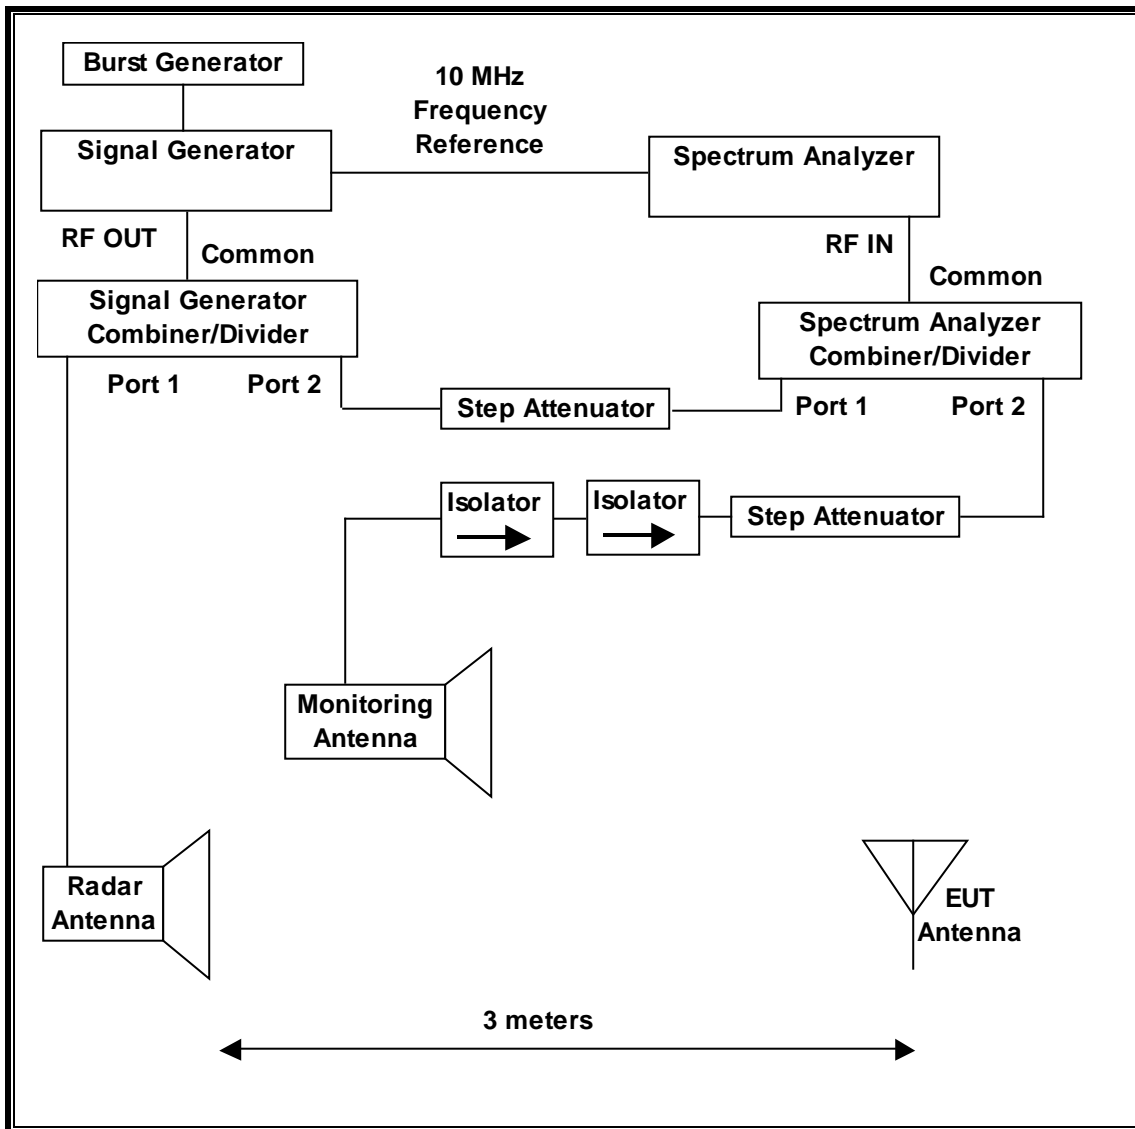 Burst Generator
10 MHz
Frequency
Reference
Signal Generator
Spectrum Analyzer
RF OUT
Common
RF IN
Common
Signal Generator
Combiner/Divider
Spectrum Analyzer
Combiner/Divider
Port 1
Port 2
Step Attenuator
Port 1
Port 2
Isolator
Isolator
Step Attenuator
Monitoring
Antenna
Radar
Antenna
EUT
Antenna
3 meters